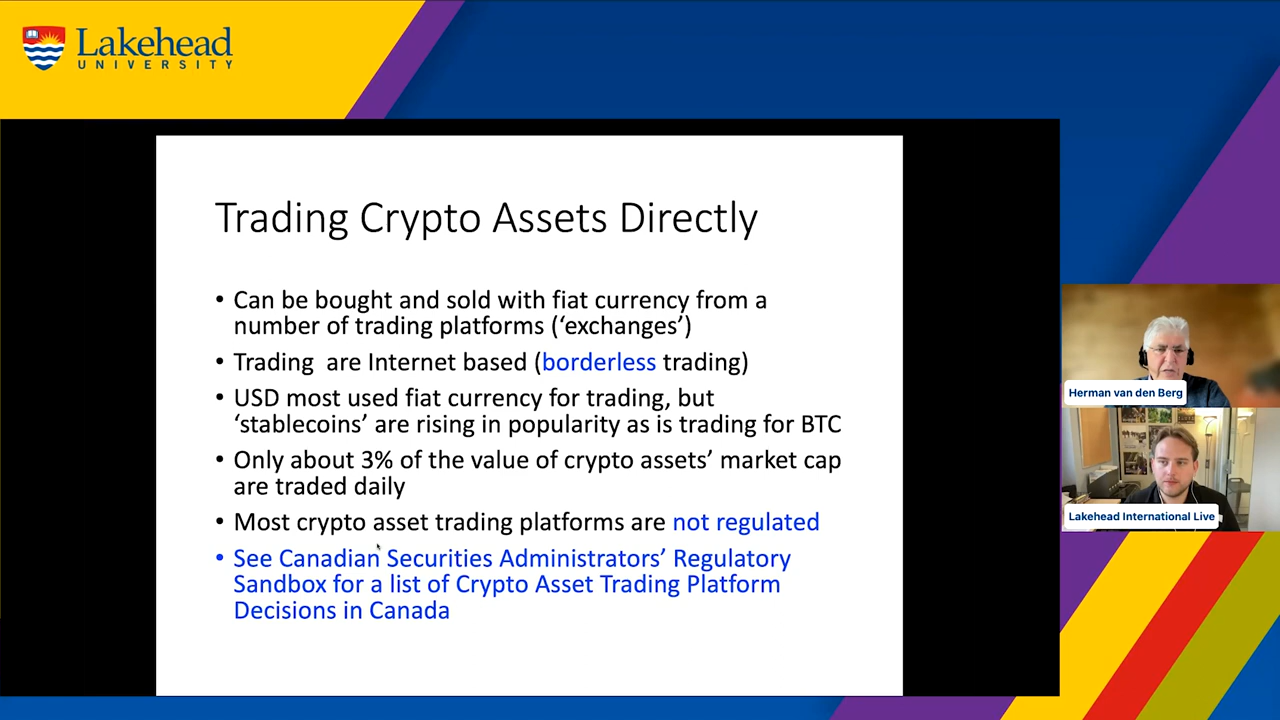 Lakehead
UNIVERSITY
Trading Crypto Assets Directly
• Can be bought and sold with fiat currency from a
number of trading platforms (‘exchanges’)
• Trading  are Internet based (borderless trading)
• USD most used fiat currency for trading, but
‘stablecoins’ are rising in popularity as is trading for BTC
• Only about 3% of the value of crypto assets’ market cap
are traded daily
• Most crypto asset trading platforms are not regulated
• See Canadian Securities Administrators’ Regulatory
Sandbox for a list of Crypto Asset Trading Platform
Decisions in Canada
Herman van den Berg
Lakehead International Live